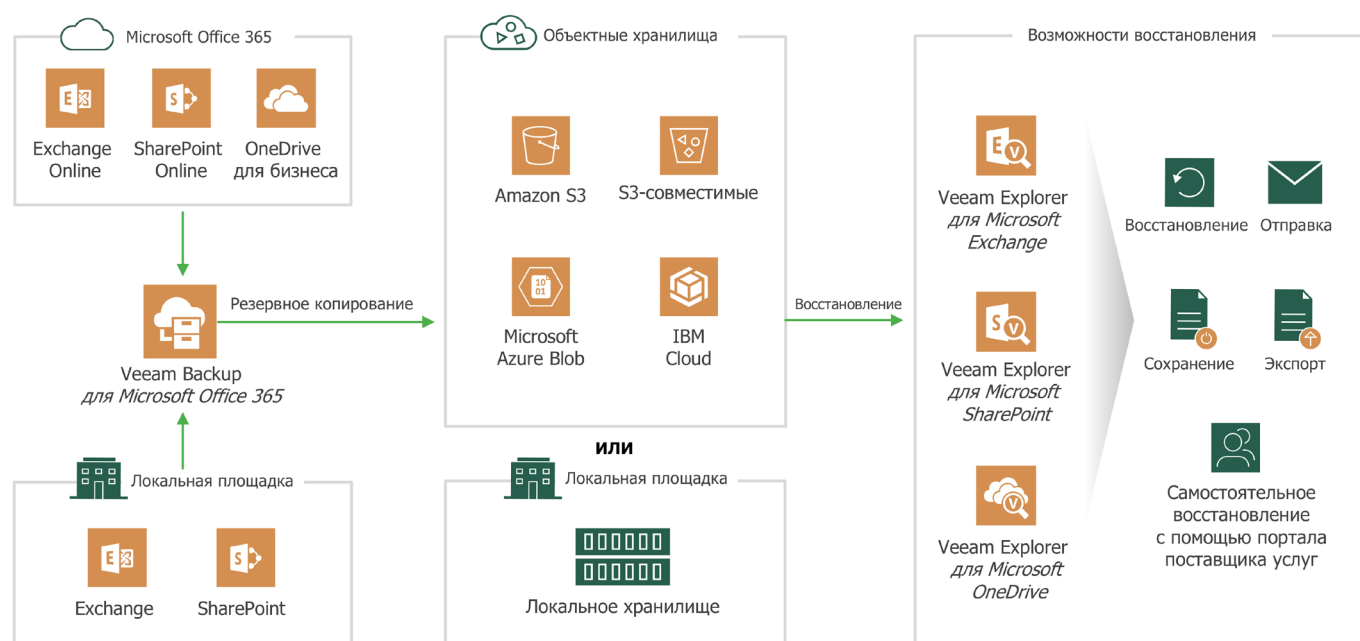 Microsoft Office 365
Exchange
Online
SharePoint
Online
OneDrive
для бизнеса
Veeam Backup
для Microsoft Office 365
Резервное копирование
Локальная площадка
Exchange
SharePoint
Объектные хранилища
Amazon S3
S3-совместимые
10
01
Microsoft
Azure Blob
IBM
Cloud
или
Локальная площадка
Локальное хранилище
Восстановление
Возможности восстановления
Veeam Explorer
для Microsoft
Exchange
Veeam Explorer
для Microsoft
SharePoint
Veeam Explorer
для Microsoft
OneDrive
Восстановление
Отправка
Сохранение
Экспорт
Самостоятельное
восстановление
с помощью портала
поставщика услуг